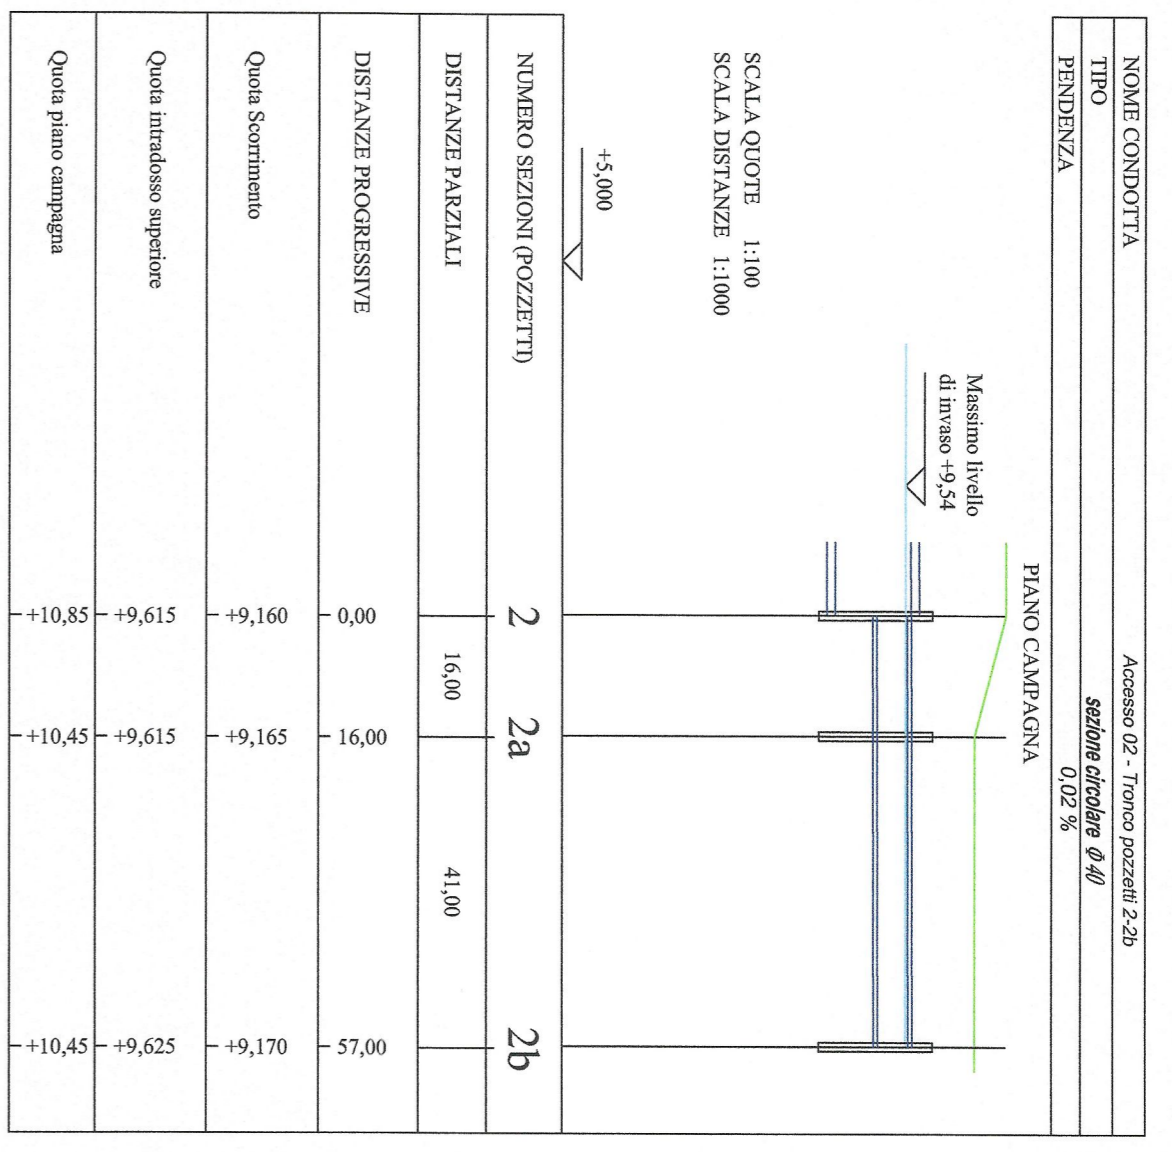 NOME CONDOTTA Accesso 02 - Tronco pozzetti 2-2b
TIPO sezione circolare Φ 40
PENDENZA 0,02 %
PIANO CAMPAGNA
Massimo livello
di invaso +9,54
SCALA QUOTE 1:100
SCALA DISTANZE 1:1000
+5,000
NUMERO SEZIONI (POZZETTI) 2 2a 2b
DISTANZE PARZIALI 16,00 41,00
DISTANZE PROGRESSIVE 0,00 16,00 57,00
Quota Scorrimento +9,160 +9,165 +9,170
Quota intradosso superiore +9,615 +9,615 +9,625
Quota piano campagna +10,85 +10,45 +10,45